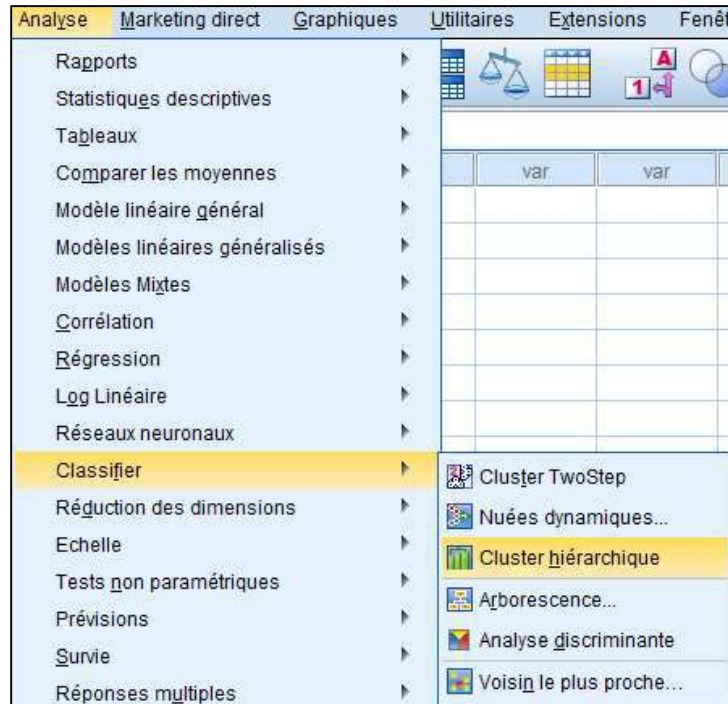 Analyse Marketing direct Graphiques Utilitaires Extensions Fenêt
Rapports
Statistiques descriptives
Tableaux
Comparer les moyennes
Modèle linéaire général
Modèles linéaires généralisés
Modèles Mixtes
Corrélation
Régression
Log Linéaire
Réseaux neuronaux
Classifier
Réduction des dimensions
Echelle
Tests non paramétriques
Prévisions
Survie
Réponses multiples
A
1
var var
Cluster TwoStep
Nuées dynamiques...
Cluster hiérarchique
Arborescence...
Analyse discriminante
Voisin le plus proche...